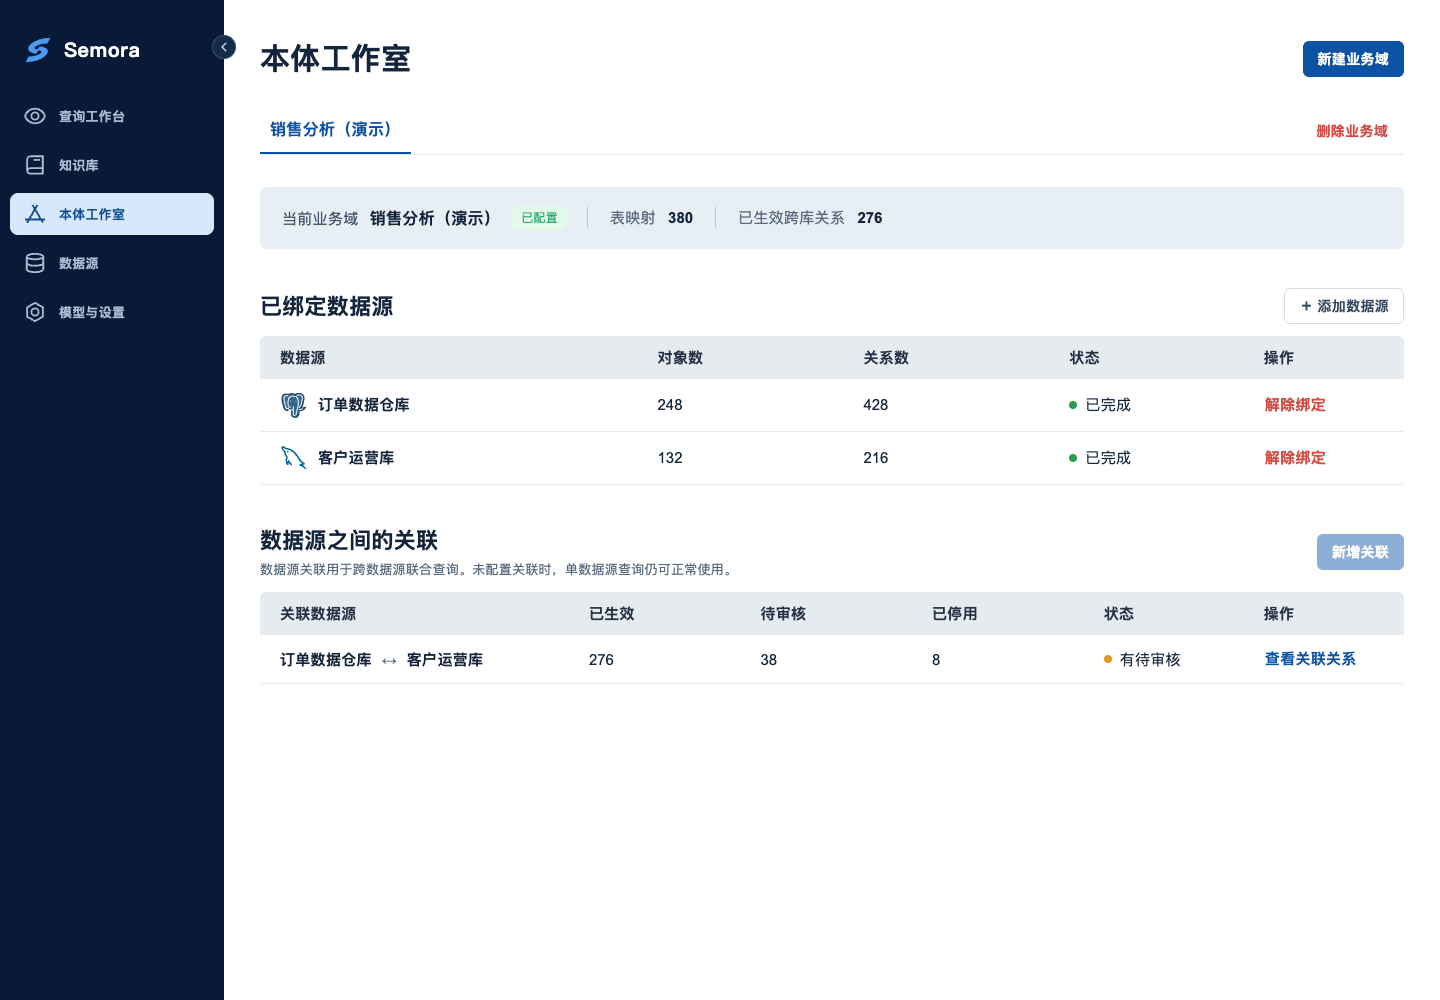 Semora
查询工作台
知识库
本体工作室
数据源
模型与设置
本体工作室
新建业务域
销售分析（演示）
删除业务域
当前业务域 销售分析（演示） 已配置 表映射 380 已生效跨库关系 276
已绑定数据源
+ 添加数据源
数据源 对象数 关系数 状态 操作
订单数据仓库 248 428 已完成 解除绑定
客户运营库 132 216 已完成 解除绑定
数据源之间的关联
新增关联
数据源关联用于跨数据源联合查询。未配置关联时，单数据源查询仍可正常使用。
关联数据源 已生效 待审核 已停用 状态 操作
订单数据仓库 ↔ 客户运营库 276 38 8 有待审核 查看关联关系